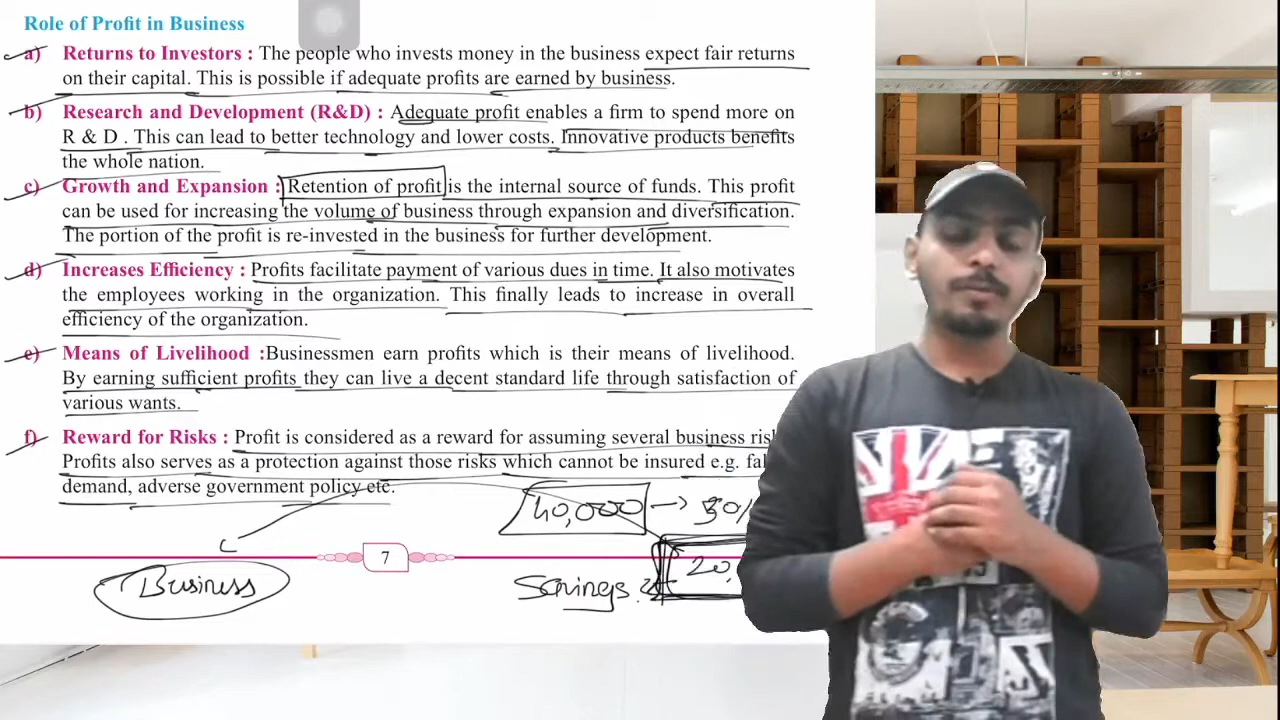 Role of Profit in Business
a) Returns to Investors : The people who invests money in the business expect fair returns
on their capital. This is possible if adequate profits are earned by business.
b) Research and Development (R&D) : Adequate profit enables a firm to spend more on
R & D . This can lead to better technology and lower costs. Innovative products benefits
the whole nation.
c) Growth and Expansion : Retention of profit is the internal source of funds. This profit
can be used for increasing the volume of business through expansion and diversification.
The portion of the profit is re-invested in the business for further development.
d) Increases Efficiency : Profits facilitate payment of various dues in time. It also motivates
the employees working in the organization. This finally leads to increase in overall
efficiency of the organization.
e) Means of Livelihood :Businessmen earn profits which is their means of livelihood.
By earning sufficient profits they can live a decent standard life through satisfaction of
various wants.
f) Reward for Risks : Profit is considered as a reward for assuming several business
Profits also serves as a protection against those risks which cannot be insured e.g.
demand, adverse government policy etc.
40,000
7
Business
Savings
20,